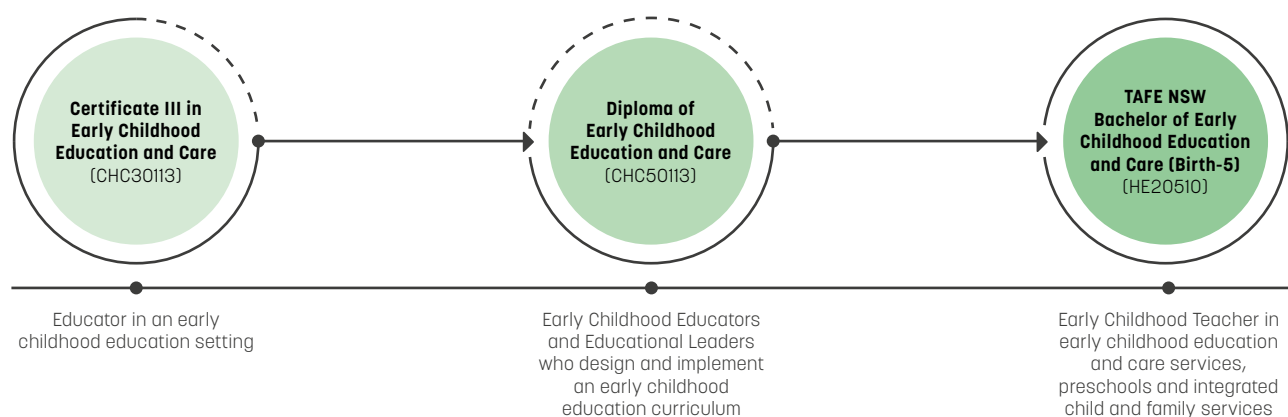 Certificate III in
Early Childhood
Education and Care
(CHC30113)
Diploma of
Early Childhood
Education and Care
(CHC50113)
TAFE NSW
Bachelor of Early
Childhood Education
and Care (Birth-5)
(HE20510)
Educator in an early
childhood education setting
Early Childhood Educators
and Educational Leaders
who design and implement
an early childhood
education curriculum
Early Childhood Teacher in
early childhood education
and care services,
preschools and integrated
child and family services